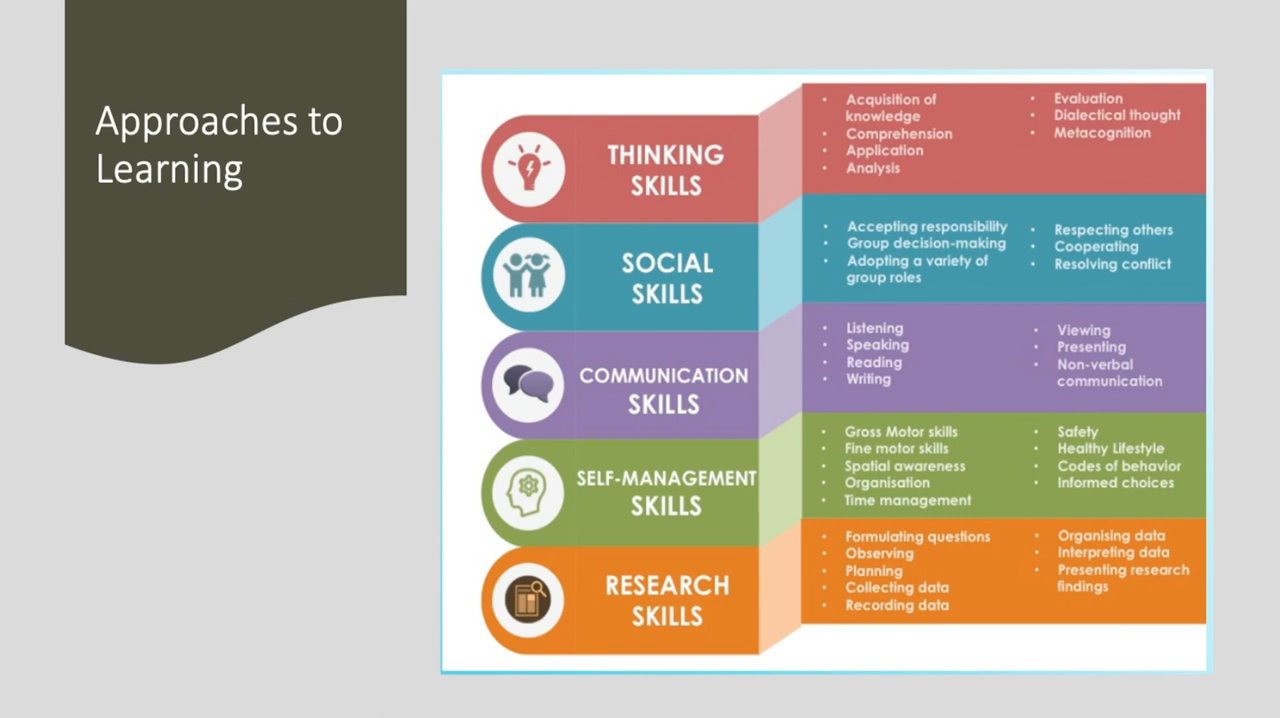 Approaches to
Learning
THINKING
SKILLS
• Acquisition of
knowledge
• Comprehension
• Application
• Analysis
• Evaluation
• Dialectical thought
• Metacognition
SOCIAL
SKILLS
• Accepting responsibility
• Group decision-making
• Adopting a variety of
group roles
• Respecting others
• Cooperating
• Resolving conflict
COMMUNICATION
SKILLS
• Listening
• Speaking
• Reading
• Writing
• Viewing
• Presenting
• Non-verbal
communication
SELF-MANAGEMENT
SKILLS
• Gross Motor skills
• Fine motor skills
• Spatial awareness
• Organisation
• Time management
• Safety
• Healthy Lifestyle
• Codes of behavior
• Informed choices
RESEARCH
SKILLS
• Formulating questions
• Observing
• Planning
• Collecting data
• Recording data
• Organising data
• Interpreting data
• Presenting research
findings